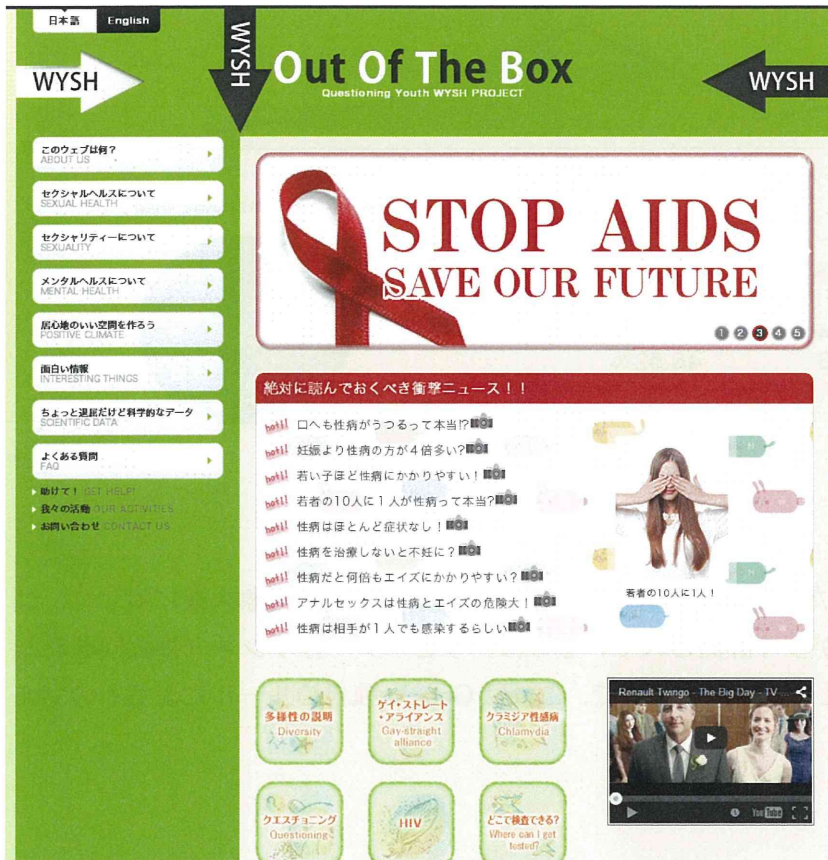 日本語 English
WYSH
WYSH
Out Of The Box
Questioning Youth WYSH PROJECT
WYSH
このウェブは何？
ABOUT US
セクシャルヘルスについて
SEXUAL HEALTH
セクシャリティーについて
SEXUALITY
メンタルヘルスについて
MENTAL HEALTH
居心地のいい空間を作ろう
POSITIVE CLIMATE
面白い情報
INTERESTING THINGS
ちょっと退屈だけど科学的なデータ
SCIENTIFIC DATA
よくある質問
FAQ
助けて！ GET HELP!
我々の活動 OUR ACTIVITIES
お問い合わせ CONTACT US
STOP AIDS
SAVE OUR FUTURE
1 2 3 4 5
絶対に読んでおくべき衝撃ニュース！！
hot!! 口へも性病がうつるって本当!?
hot!! 妊娠より性病の方が４倍多い?
hot!! 若い子ほど性病にかかりやすい！
hot!! 若者の10人に１人が性病って本当?
hot!! 性病はほとんど症状なし！
hot!! 性病を治療しないと不妊に？
hot!! 性病だと何倍もエイズにかかりやすい？
hot!! アナルセックスは性病とエイズの危険大！
hot!! 性病は相手が１人でも感染するらしい
若者の10人に1人！
多様性の説明
Diversity
ゲイ・ストレート
・アライアンス
Gay-straight
alliance
クラミジア性感病
Chlamydia
クエスチョニング
Questioning
HIV
どこで検査できる?
Where can I get
tested?
Renault Twingo - The Big Day - TV ...
YouTube